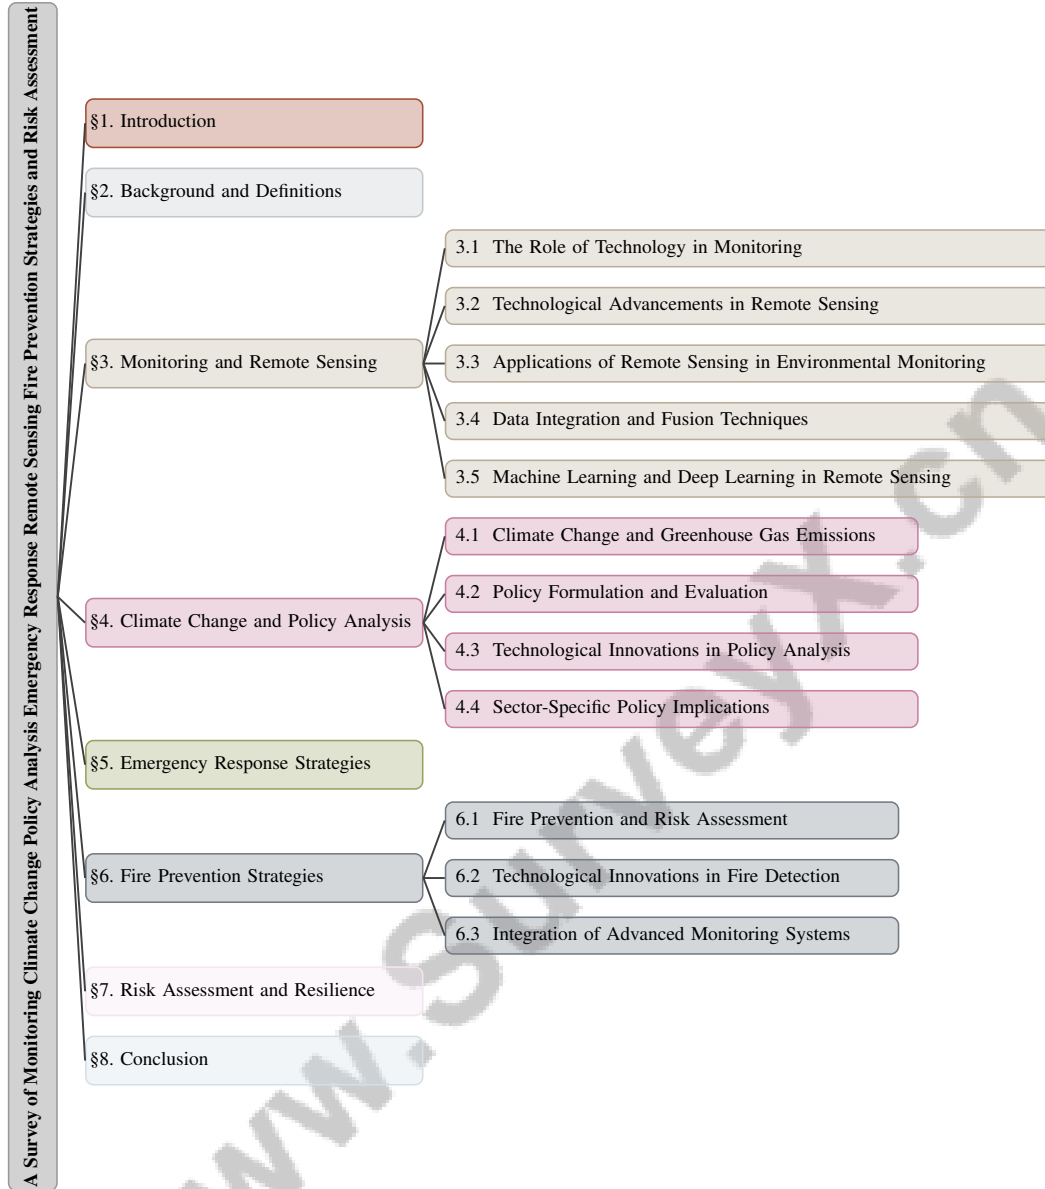 A Survey of Monitoring Climate Change Policy Analysis Emergency Response Remote Sensing Fire Prevention Strategies and Risk Assessment
§1. Introduction
§2. Background and Definitions
§3. Monitoring and Remote Sensing
3.1 The Role of Technology in Monitoring
3.2 Technological Advancements in Remote Sensing
3.3 Applications of Remote Sensing in Environmental Monitoring
3.4 Data Integration and Fusion Techniques
3.5 Machine Learning and Deep Learning in Remote Sensing
§4. Climate Change and Policy Analysis
4.1 Climate Change and Greenhouse Gas Emissions
4.2 Policy Formulation and Evaluation
4.3 Technological Innovations in Policy Analysis
4.4 Sector-Specific Policy Implications
§5. Emergency Response Strategies
§6. Fire Prevention Strategies
6.1 Fire Prevention and Risk Assessment
6.2 Technological Innovations in Fire Detection
6.3 Integration of Advanced Monitoring Systems
§7. Risk Assessment and Resilience
§8. Conclusion
www.SurveyX.cn